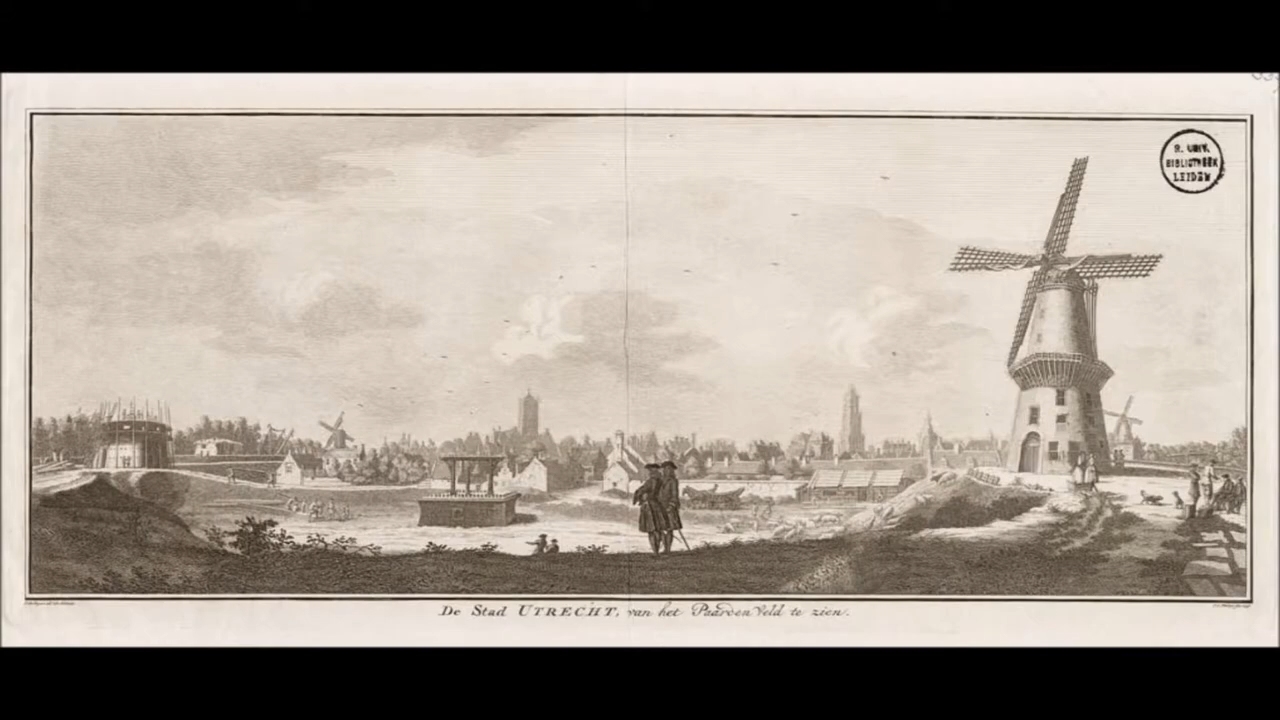 R. UNIV.
BIBLIOTHEEK
LEIDEN
De Stad UTRECHT, van het Paarden Veld te zien.